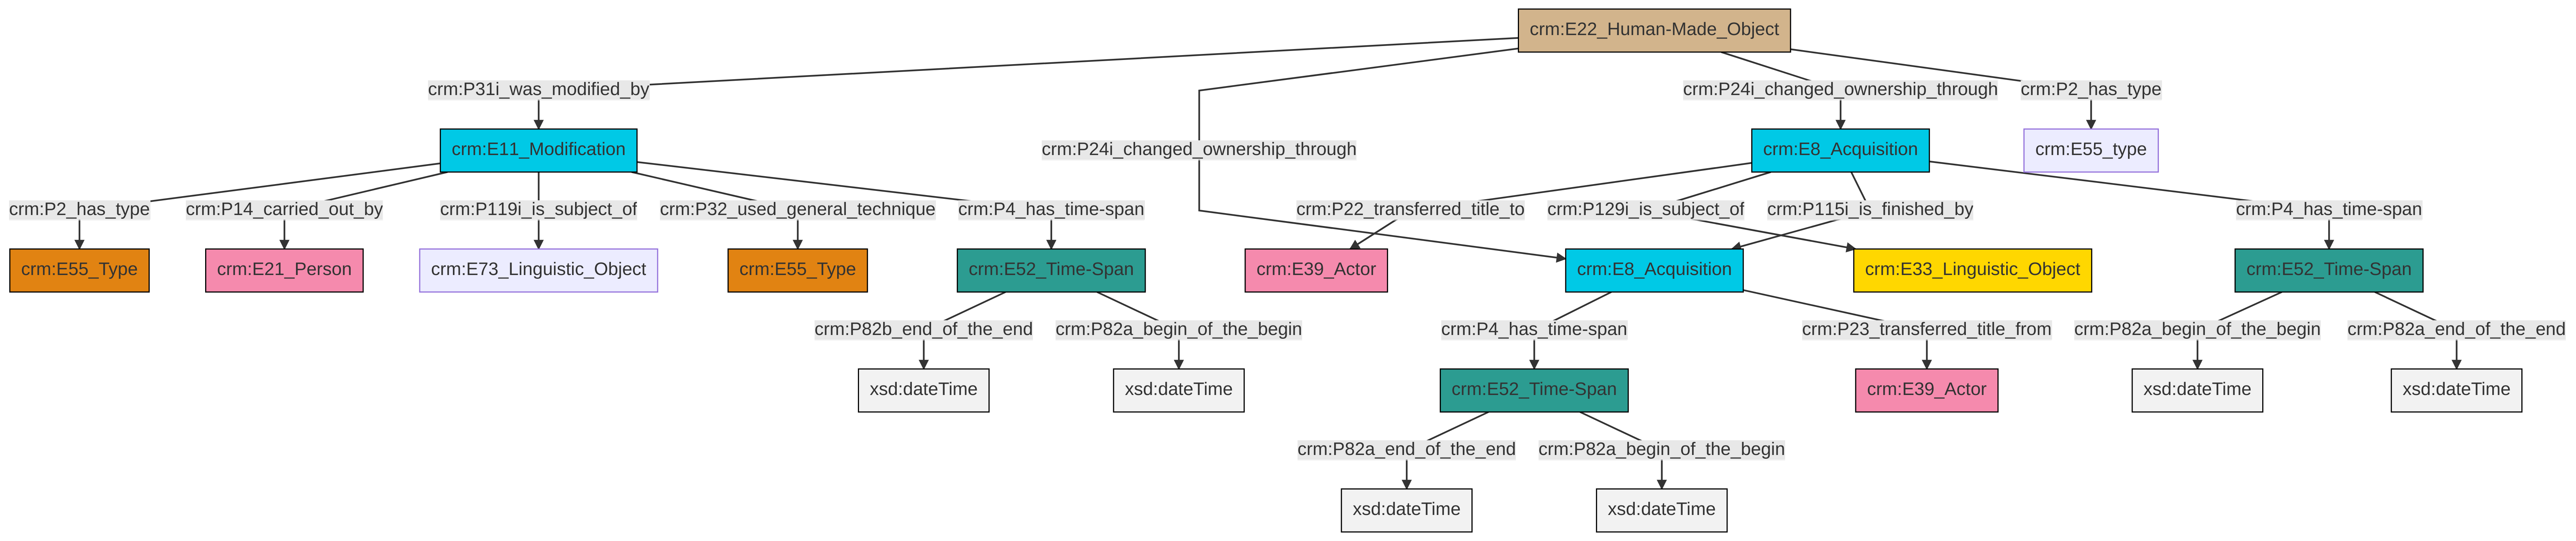 crm:E22_Human-Made_Object
crm:P31i_was_modified_by
crm:P24i_changed_ownership_through
crm:P2_has_type
crm:E11_Modification
crm:P24i_changed_ownership_through
crm:E8_Acquisition
crm:E55_type
crm:P2_has_type
crm:P14_carried_out_by
crm:P119i_is_subject_of
crm:P32_used_general_technique
crm:P4_has_time-span
crm:P22_transferred_title_to
crm:P129i_is_subject_of
crm:P115i_is_finished_by
crm:P4_has_time-span
crm:E55_Type
crm:E21_Person
crm:E73_Linguistic_Object
crm:E55_Type
crm:E52_Time-Span
crm:E39_Actor
crm:E8_Acquisition
crm:E33_Linguistic_Object
crm:E52_Time-Span
crm:P82b_end_of_the_end
crm:P82a_begin_of_the_begin
crm:P4_has_time-span
crm:P23_transferred_title_from
crm:P82a_begin_of_the_begin
crm:P82a_end_of_the_end
xsd:dateTime
xsd:dateTime
crm:E52_Time-Span
crm:E39_Actor
xsd:dateTime
xsd:dateTime
crm:P82a_end_of_the_end
crm:P82a_begin_of_the_begin
xsd:dateTime
xsd:dateTime